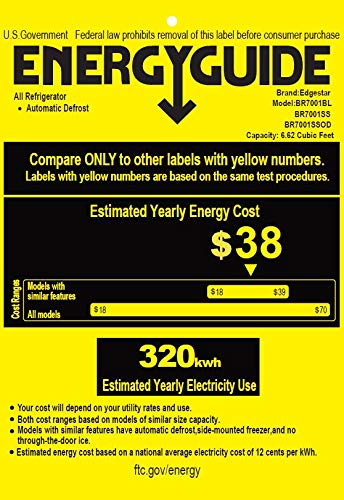 U.S.Government Federal law prohibits removal of this label before consumer purchase
ENERGYGUIDE
All Refrigerator
• Automatic Defrost
Brand:Edgestar
Model:BR7001BL
BR7001SS
BR7001SSOD
Capacity: 6.62 Cubic Feet
Compare ONLY to other labels with yellow numbers.
Labels with yellow numbers are based on the same test procedures.
Estimated Yearly Energy Cost
$38
Cost Ranges
Models with
similar features
$18 $39
All models
$18 $70
320kwh
Estimated Yearly Electricity Use
• Your cost will depend on your utility rates and use.
• Both cost ranges based on models of similar size capacity.
• Models with similar features have automatic defrost,side-mounted freezer,and no
through-the-door ice.
• Estimated energy cost based on a national average electricity cost of 12 cents per kWh.
ftc.gov/energy